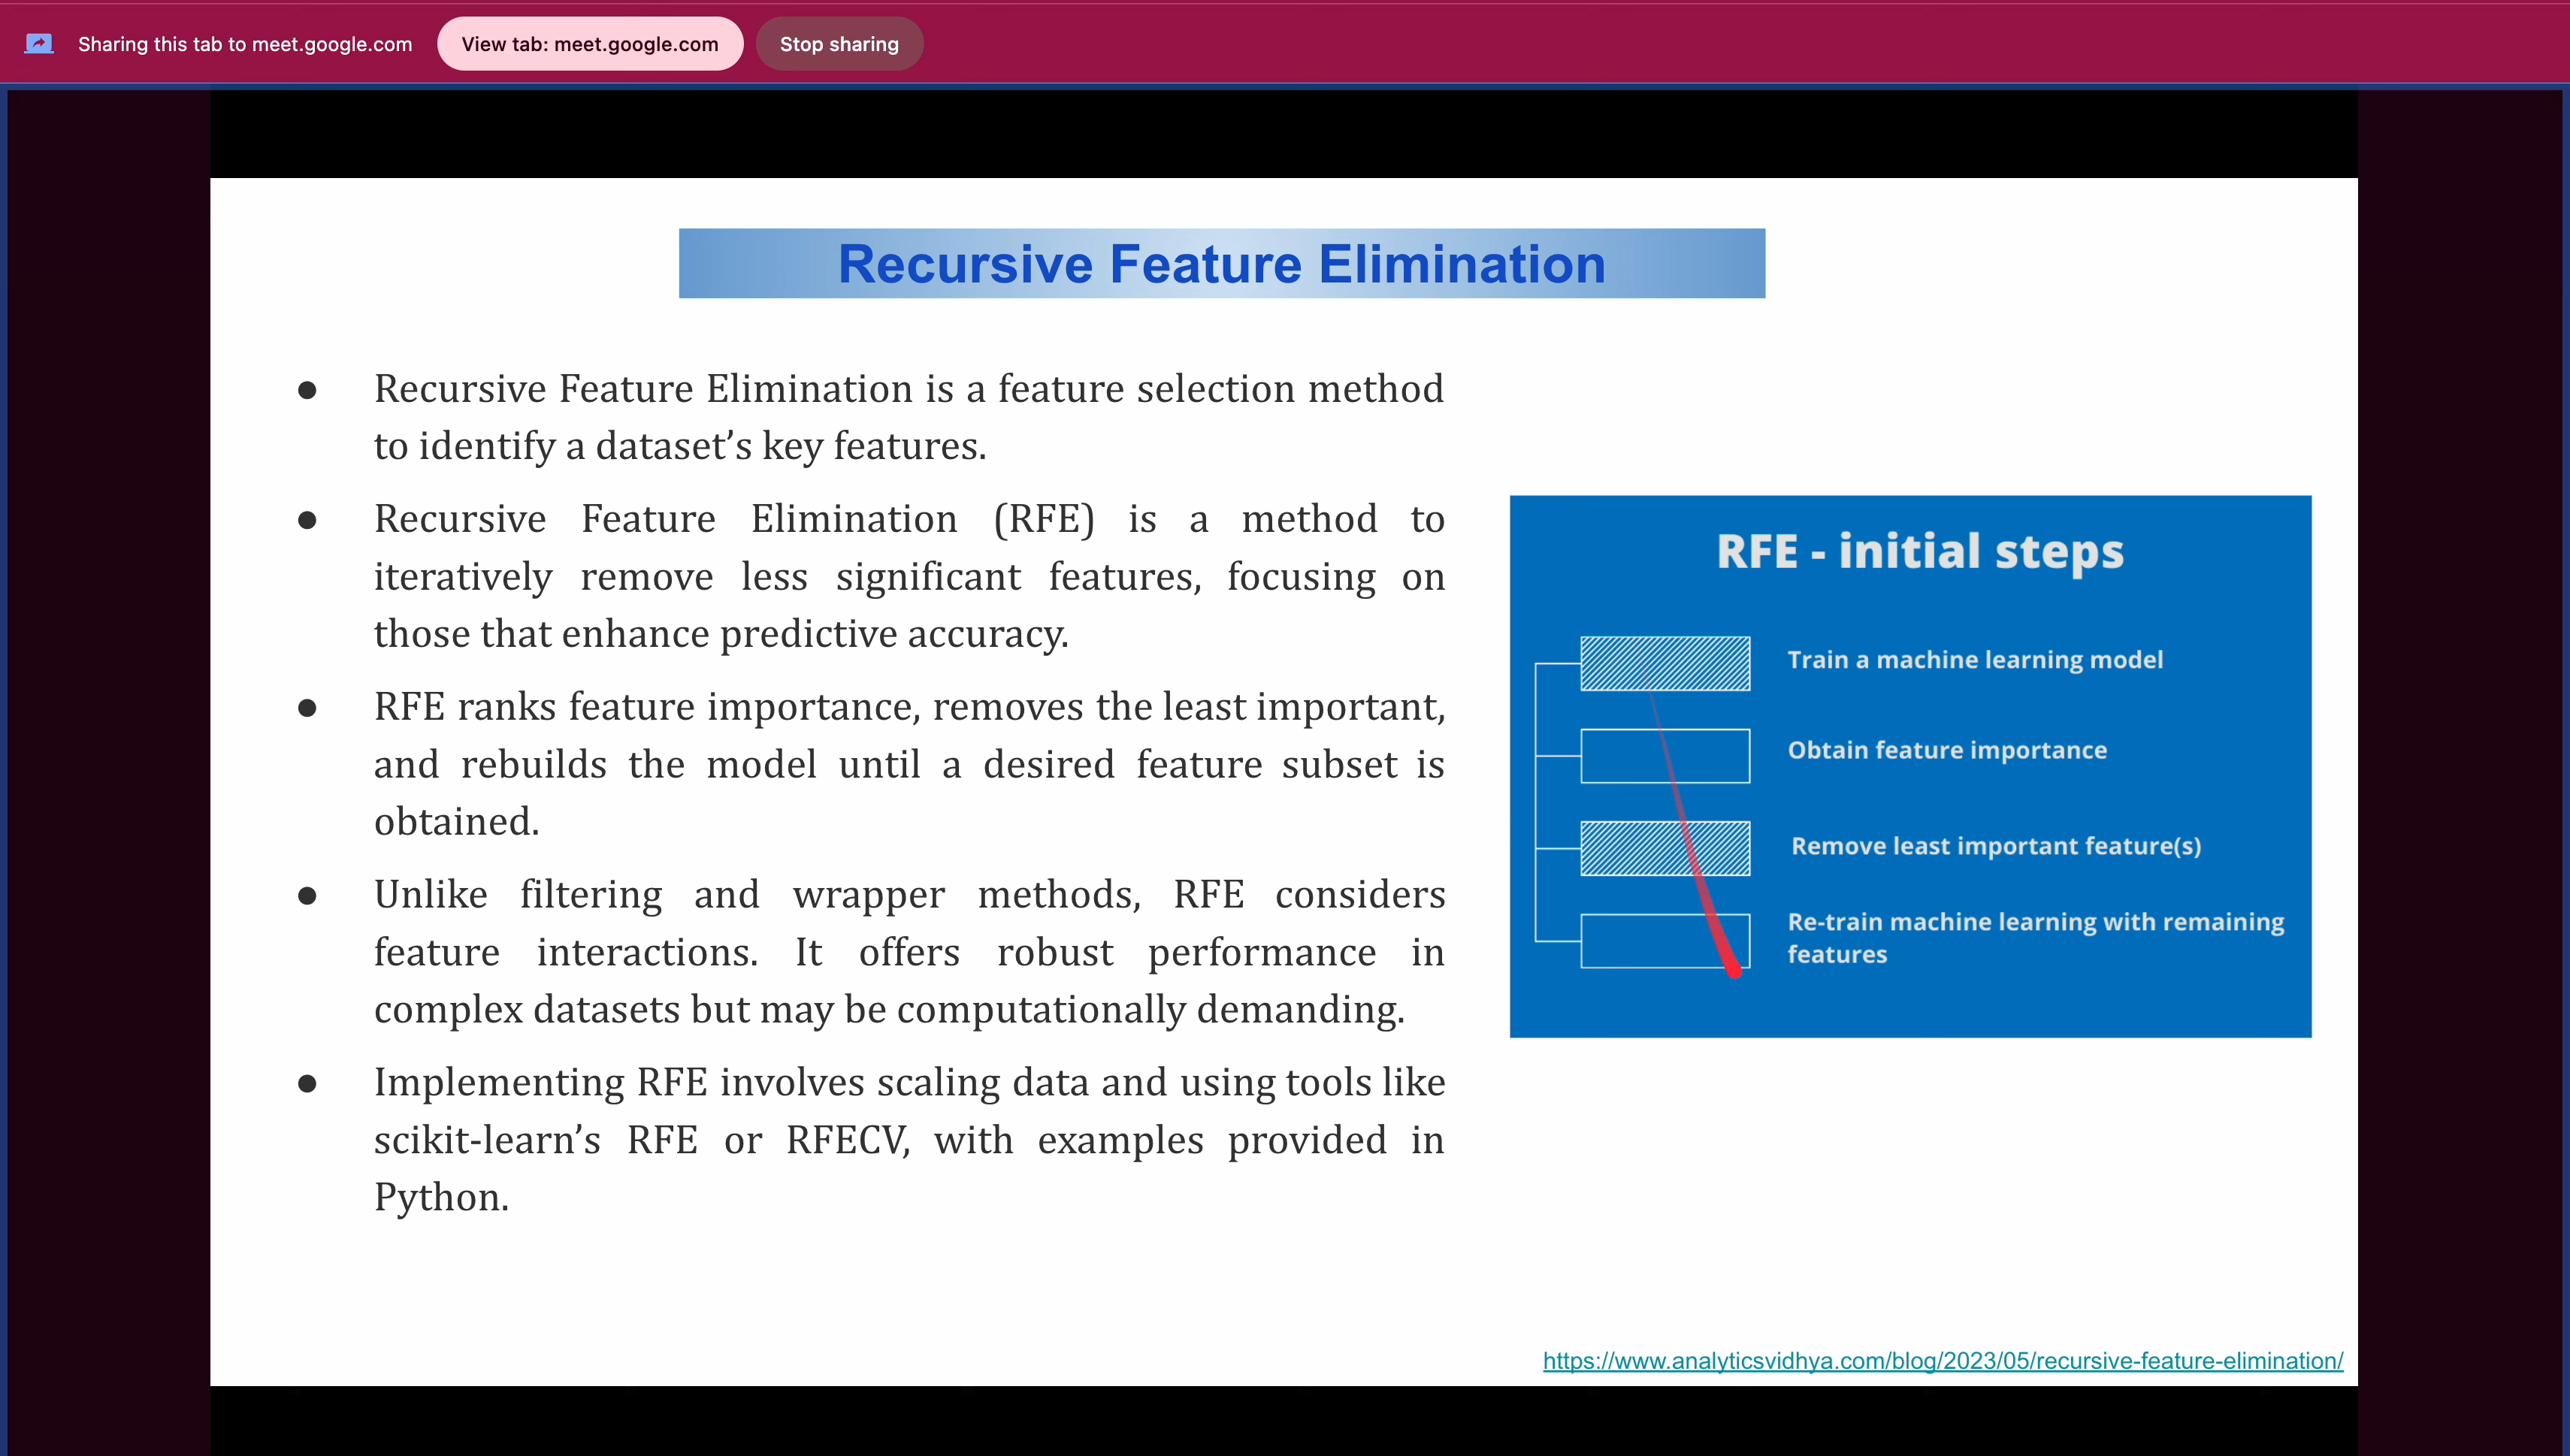 Sharing this tab to meet.google.com
View tab: meet.google.com
Stop sharing
Recursive Feature Elimination
● Recursive Feature Elimination is a feature selection method
to identify a dataset’s key features.
● Recursive Feature Elimination (RFE) is a method to
iteratively remove less significant features, focusing on
those that enhance predictive accuracy.
● RFE ranks feature importance, removes the least important,
and rebuilds the model until a desired feature subset is
obtained.
● Unlike filtering and wrapper methods, RFE considers
feature interactions. It offers robust performance in
complex datasets but may be computationally demanding.
● Implementing RFE involves scaling data and using tools like
scikit-learn’s RFE or RFECV, with examples provided in
Python.
RFE - initial steps
Train a machine learning model
Obtain feature importance
Remove least important feature(s)
Re-train machine learning with remaining
features
https://www.analyticsvidhya.com/blog/2023/05/recursive-feature-elimination/